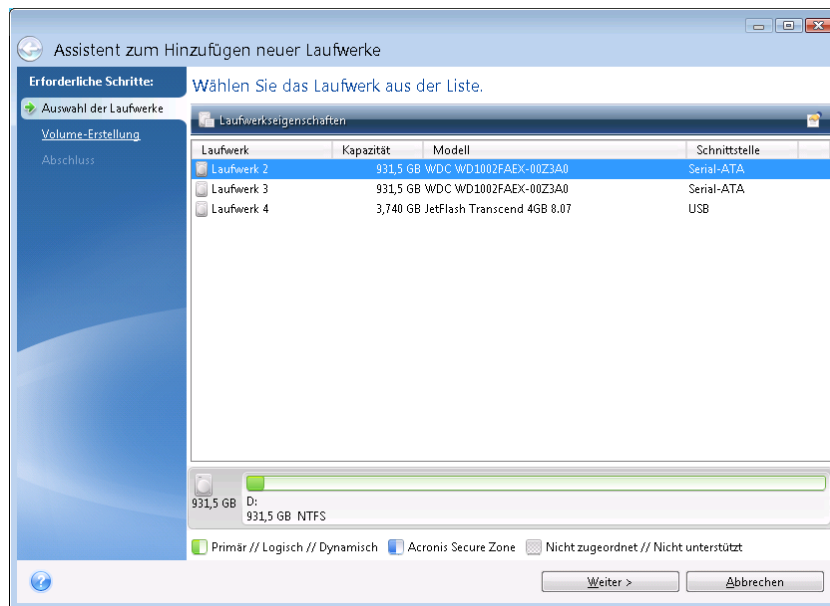 Assistent zum Hinzufügen neuer Laufwerke
Erforderliche Schritte:
Auswahl der Laufwerke
Volume-Erstellung
Abschluss
Wählen Sie das Laufwerk aus der Liste.
Laufwerkseigenschaften
Laufwerk Kapazität Modell Schnittstelle
Laufwerk 2 931,5 GB WDC WD1002FAEX-00Z3A0 Serial-ATA
Laufwerk 3 931,5 GB WDC WD1002FAEX-00Z3A0 Serial-ATA
Laufwerk 4 3,740 GB JetFlash Transcend 4GB 8.07 USB
931,5 GB D:
931,5 GB NTFS
Primär // Logisch // Dynamisch Acronis Secure Zone Nicht zugeordnet // Nicht unterstützt
Weiter > Abbrechen